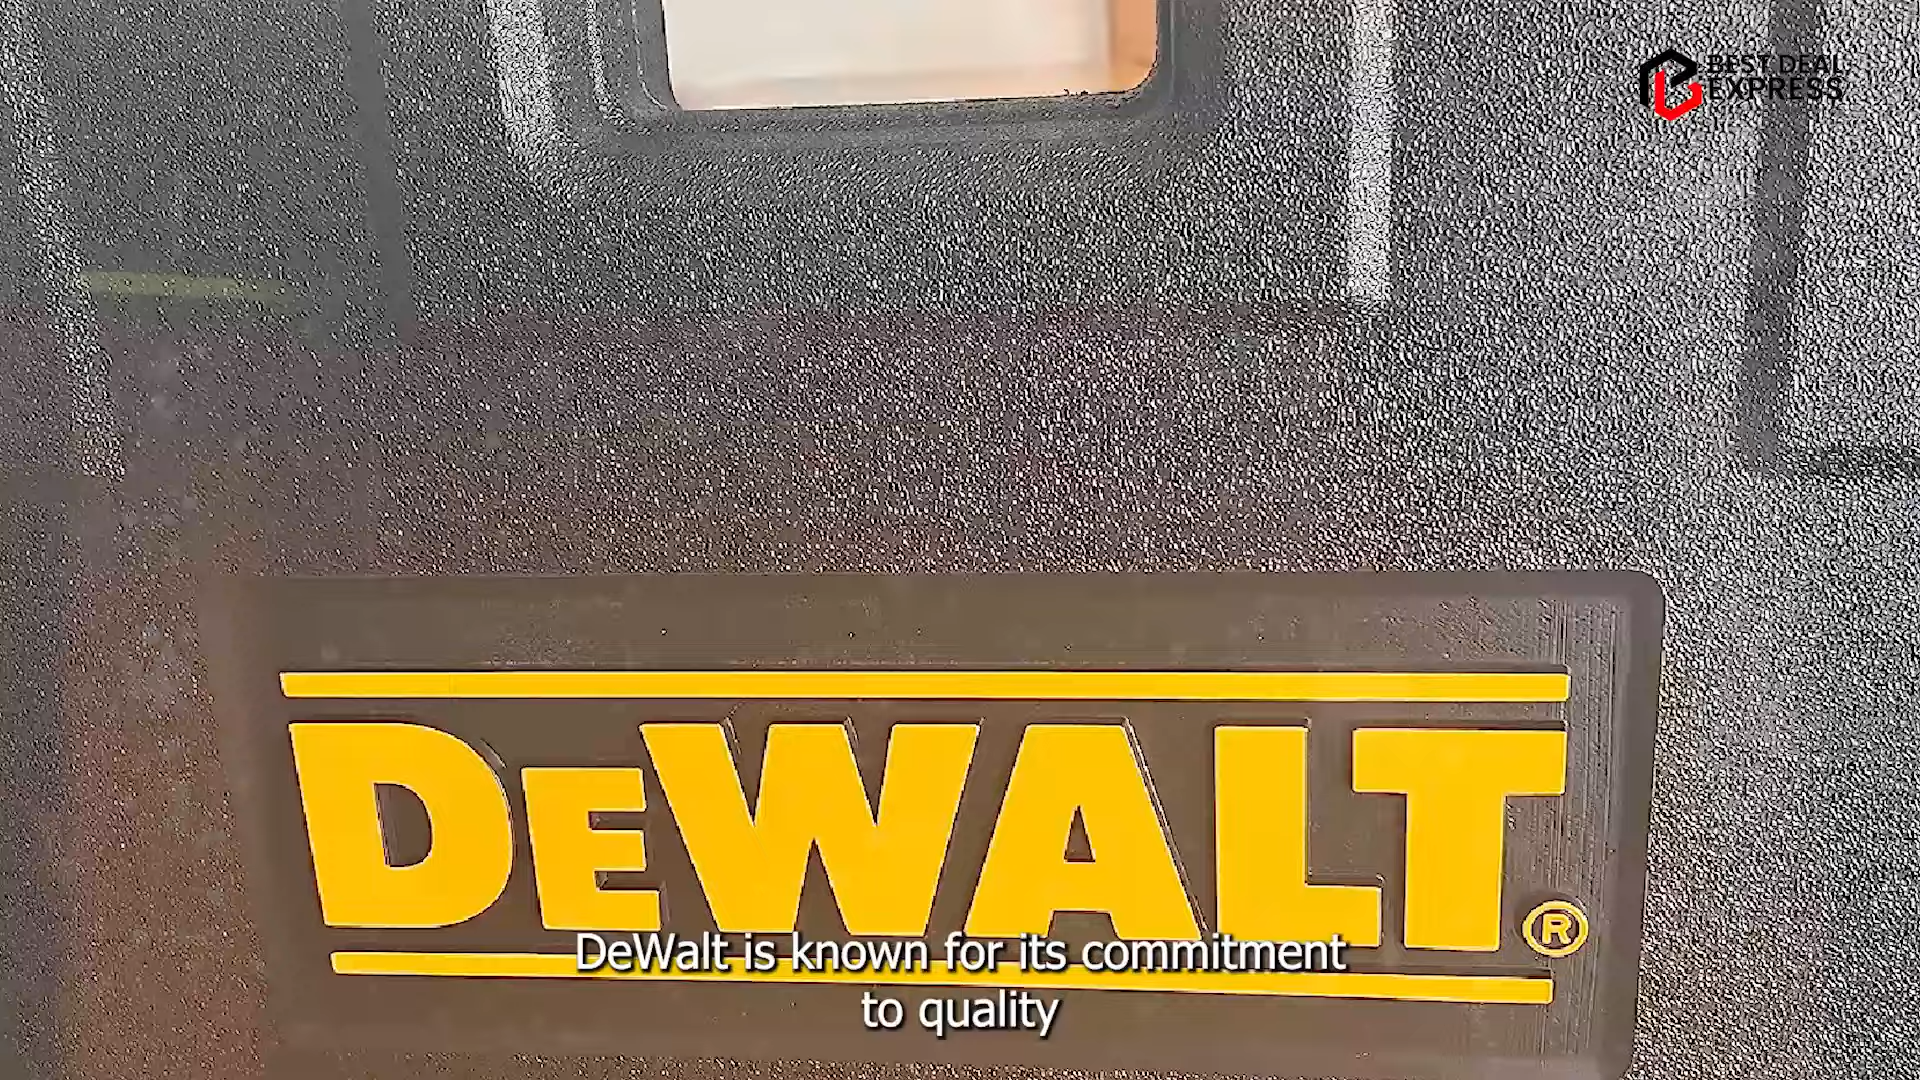 BEST DEAL
EXPRESS
DEWALT®
DeWalt is known for its commitment
to quality